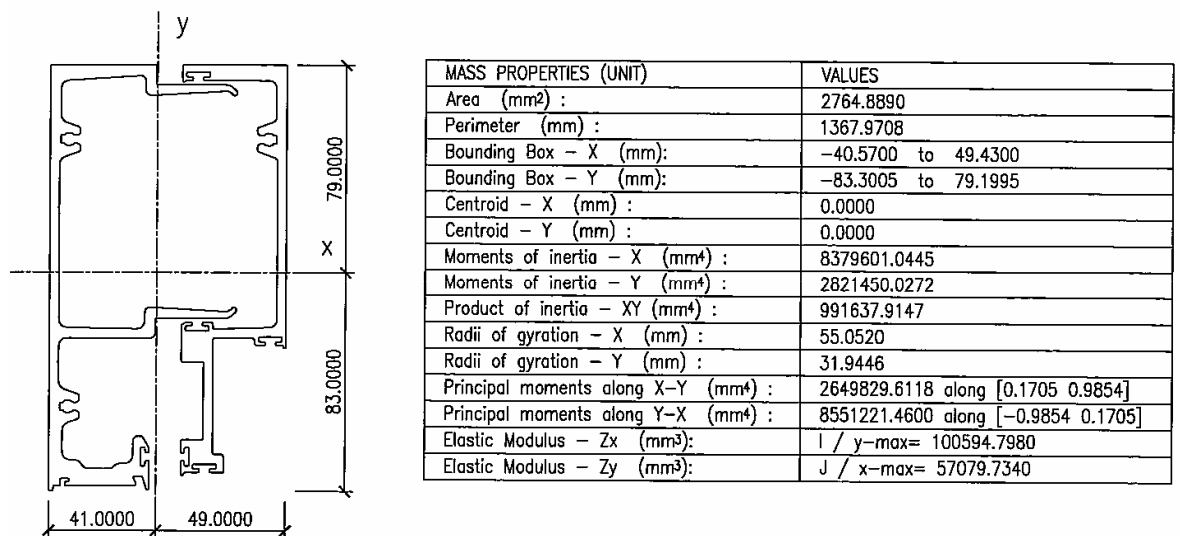 y
x
79.0000
83.0000
41.0000
49.0000
MASS PROPERTIES (UNIT) VALUES
Area (mm2) : 2764.8890
Perimeter (mm) : 1367.9708
Bounding Box – X (mm): –40.5700 to 49.4300
Bounding Box – Y (mm): –83.3005 to 79.1995
Centroid – X (mm) : 0.0000
Centroid – Y (mm) : 0.0000
Moments of inertia – X (mm4) : 8379601.0445
Moments of inertia – Y (mm4) : 2821450.0272
Product of inertia – XY (mm4) : 991637.9147
Radii of gyration – X (mm) : 55.0520
Radii of gyration – Y (mm) : 31.9446
Principal moments along X–Y (mm4) : 2649829.6118 along [0.1705 0.9854]
Principal moments along Y–X (mm4) : 8551221.4600 along [–0.9854 0.1705]
Elastic Modulus – Zx (mm3): I / y–max= 100594.7980
Elastic Modulus – Zy (mm3): J / x–max= 57079.7340